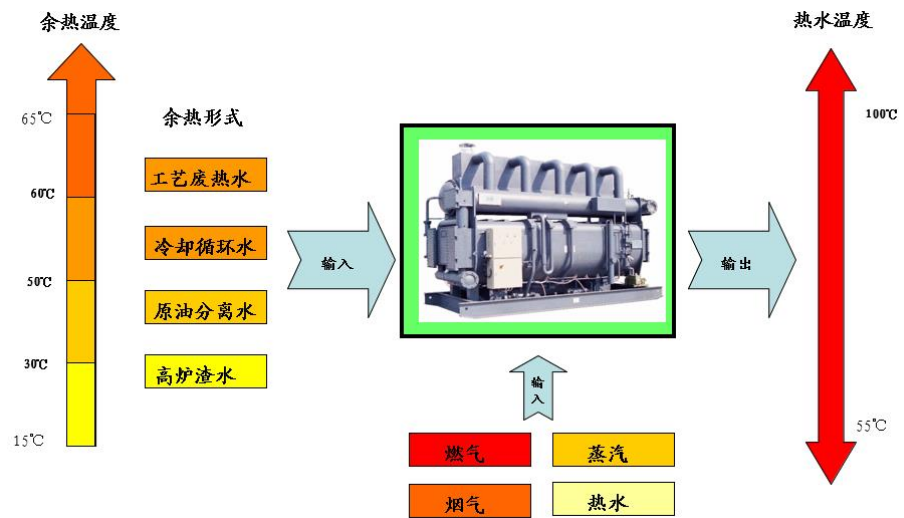 余热温度
热水温度
65℃
余热形式
100℃
工艺废热水
60℃
冷却循环水
输入
输出
50℃
原油分离水
30℃
高炉渣水
输入
15℃
55℃
燃气
蒸汽
烟气
热水